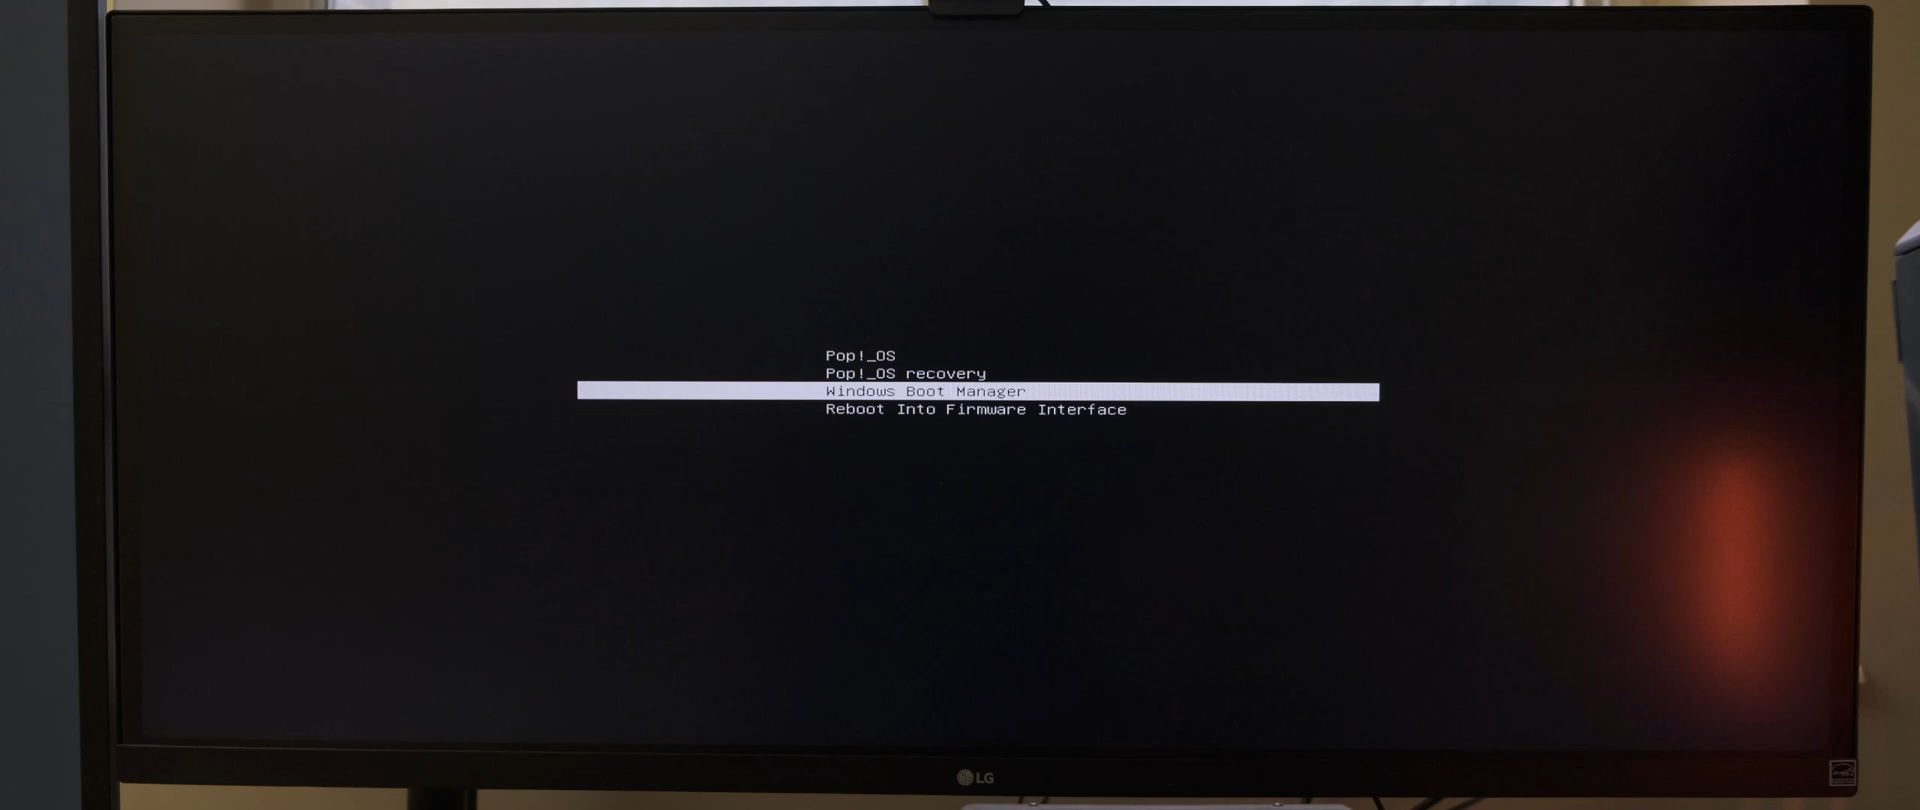 Pop!_OS
Pop!_OS recovery
Windows Boot Manager
Reboot Into Firmware Interface
LG